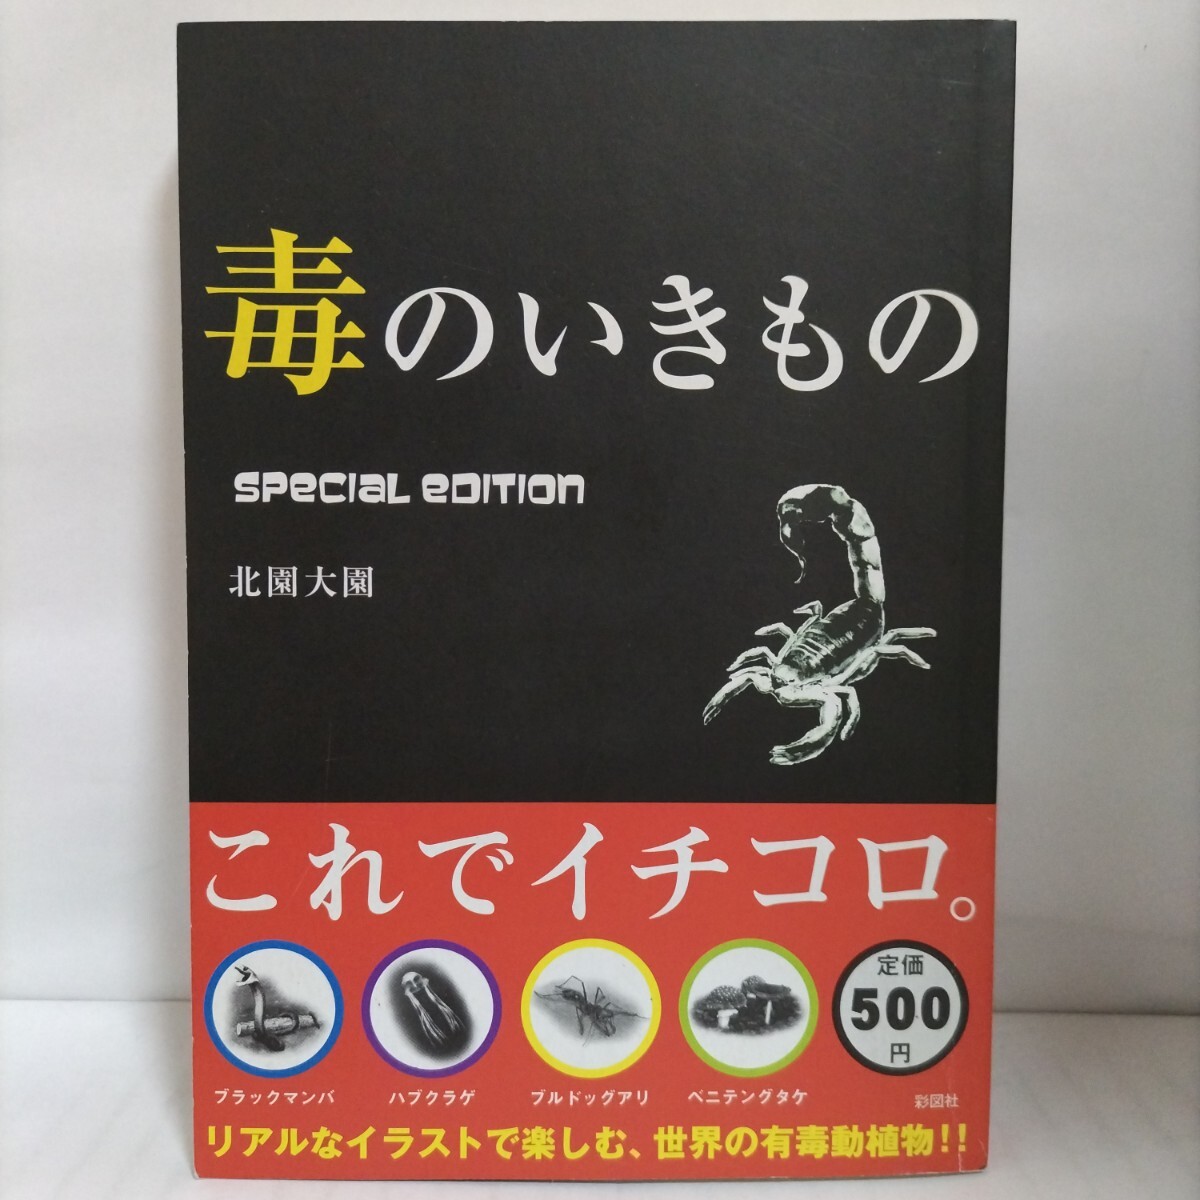 毒のいきもの
SPECIAL EDITION
北園大園
これでイチコロ。
ブラックマンバ
ハブクラゲ
ブルドッグアリ
ベニテングタケ
定価
500
円
彩図社
リアルなイラストで楽しむ、世界の有毒動植物!!